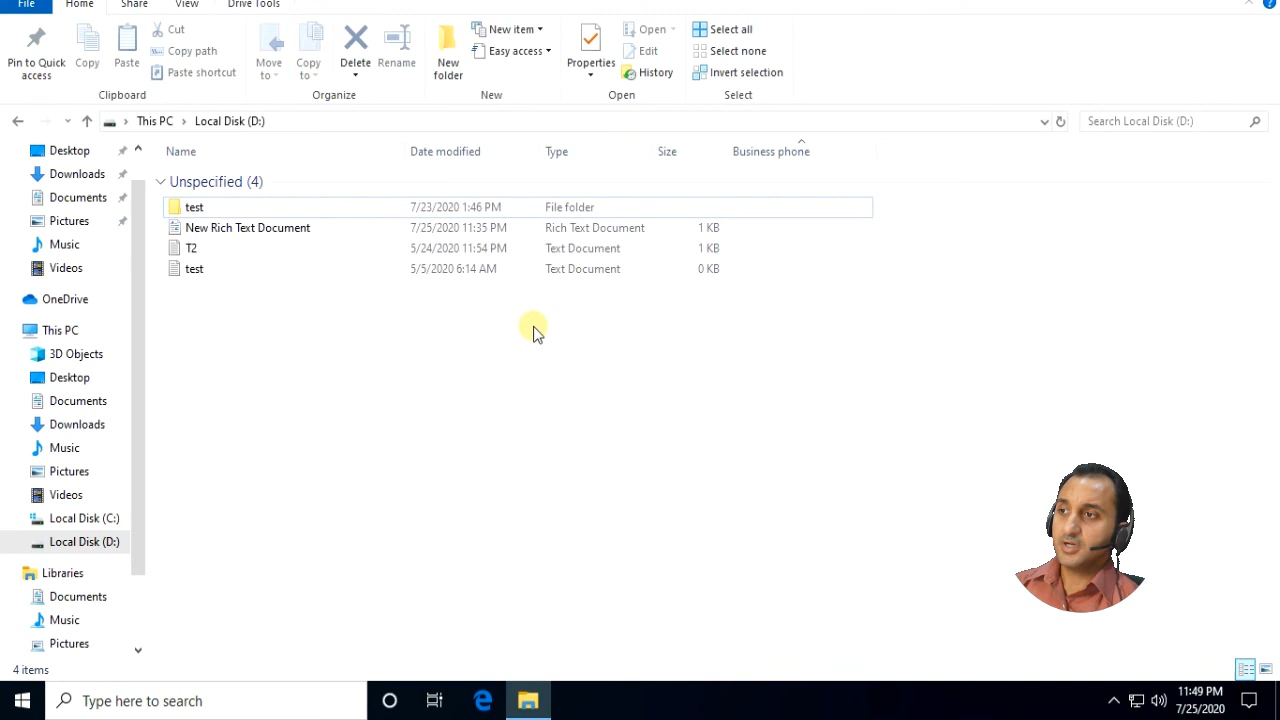 File Home Share View Drive Tools
Pin to Quick access
Copy
Paste
Cut
Copy path
Paste shortcut
Clipboard
Move to
Copy to
Delete
Rename
Organize
New folder
New item
Easy access
New
Properties
Open
Edit
History
Open
Select all
Select none
Invert selection
Select
This PC Local Disk (D:)
Search Local Disk (D:)
Desktop
Downloads
Documents
Pictures
Music
Videos
OneDrive
This PC
3D Objects
Desktop
Documents
Downloads
Music
Pictures
Videos
Local Disk (C:)
Local Disk (D:)
Libraries
Documents
Music
Pictures
Name Date modified Type Size Business phone
Unspecified (4)
test 7/23/2020 1:46 PM File folder
New Rich Text Document 7/25/2020 11:35 PM Rich Text Document 1 KB
T2 5/24/2020 11:54 PM Text Document 1 KB
test 5/5/2020 6:14 AM Text Document 0 KB
4 items
Type here to search
11:49 PM
7/25/2020